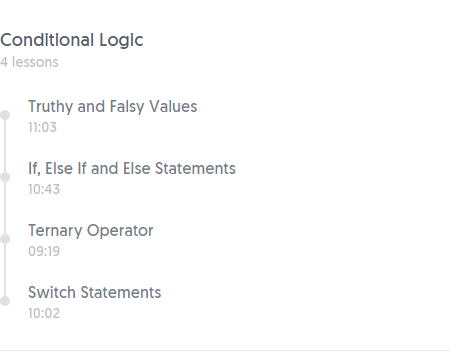 Conditional Logic
4 lessons
Truthy and Falsy Values
11:03
If, Else If and Else Statements
10:43
Ternary Operator
09:19
Switch Statements
10:02